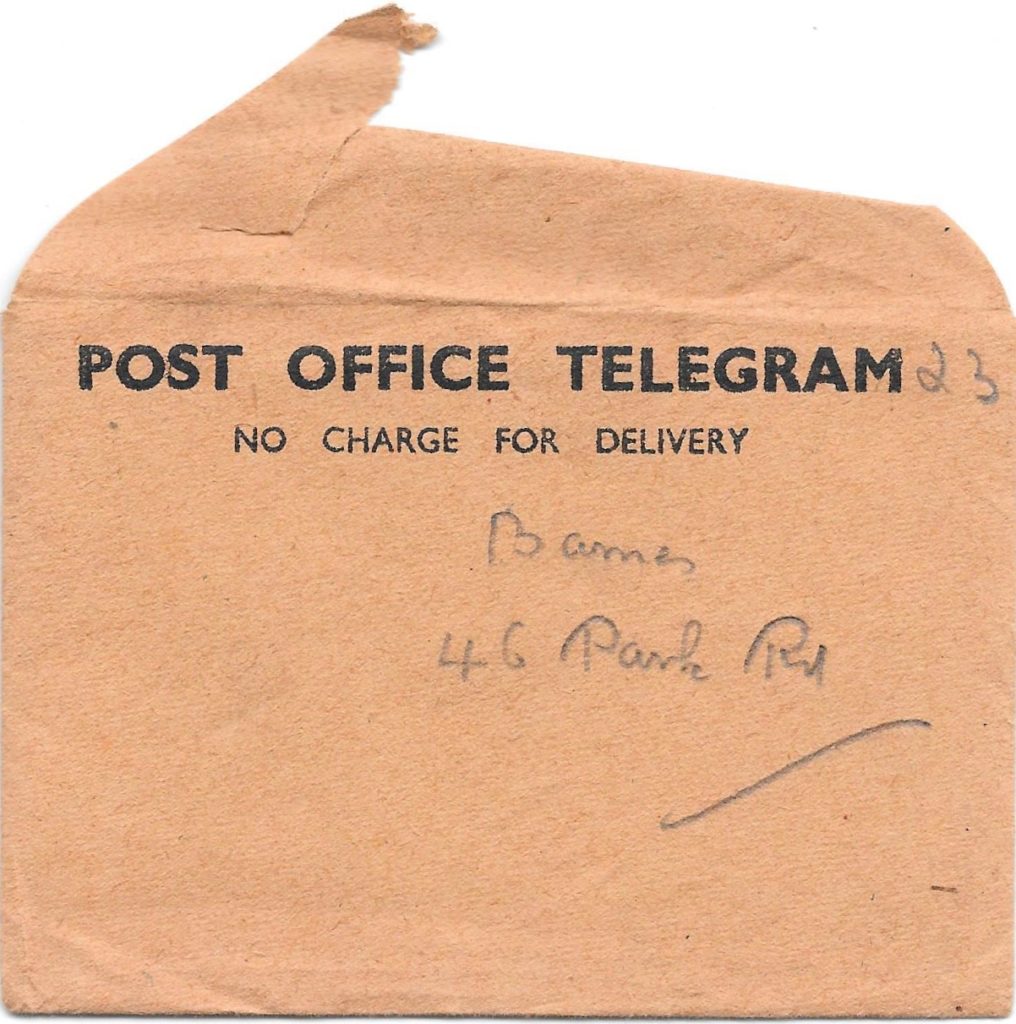 POST OFFICE TELEGRAM 23
NO CHARGE FOR DELIVERY
Barnes
46 Park Rd